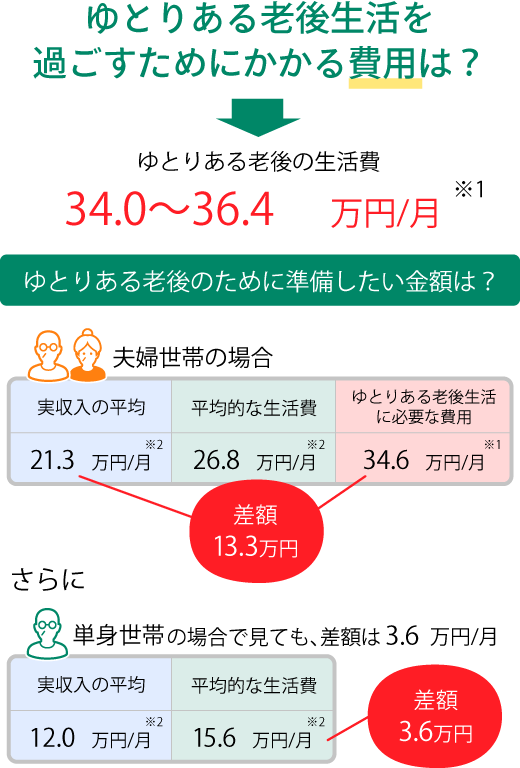 ゆとりある老後生活を
過ごすためにかかる費用は？
ゆとりある老後の生活費
34.0～36.4 万円/月 ※1
ゆとりある老後のために準備したい金額は？
夫婦世帯の場合
実収入の平均 平均的な生活費 ゆとりある老後生活
に必要な費用
21.3 万円/月 ※2 26.8 万円/月 ※2 34.6 万円/月 ※1
差額
13.3万円
さらに
単身世帯の場合で見ても、差額は 3.6 万円/月
実収入の平均 平均的な生活費
12.0 万円/月 ※2 15.6 万円/月 ※2
差額
3.6万円